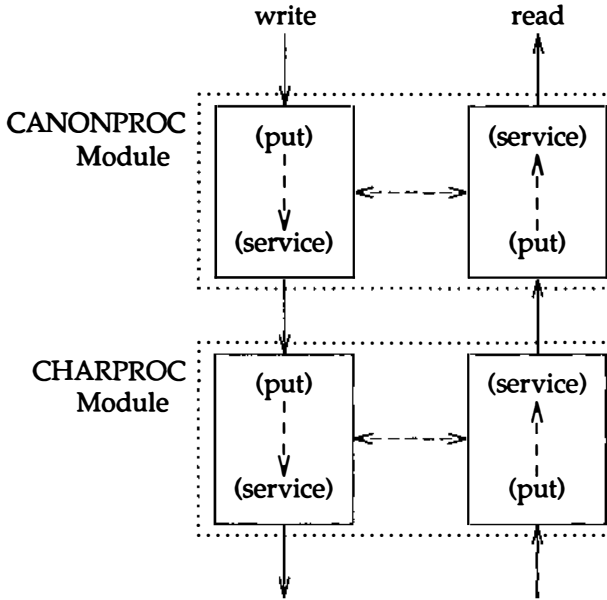 write
read
CANONPROC
Module
(put)
(service)
(service)
(put)
CHARPROC
Module
(put)
(service)
(service)
(put)